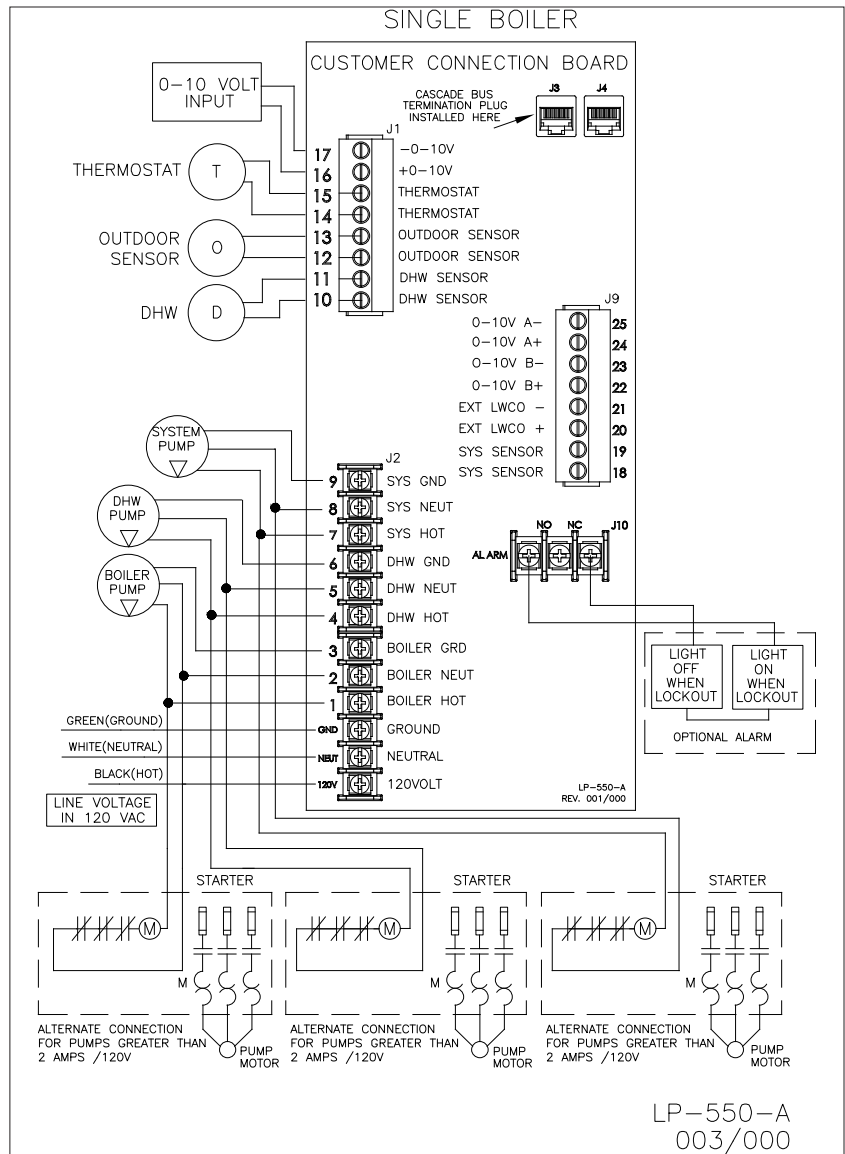 SINGLE BOILER
CUSTOMER CONNECTION BOARD
0-10 VOLT
INPUT
CASCADE BUS
TERMINATION PLUG
INSTALLED HERE
J3
J4
J1
17
-0-10V
16
+0-10V
THERMOSTAT
T
15
THERMOSTAT
14
THERMOSTAT
OUTDOOR
SENSOR
O
13
OUTDOOR SENSOR
12
OUTDOOR SENSOR
DHW
D
11
DHW SENSOR
10
DHW SENSOR
J9
0-10V A-
25
0-10V A+
24
0-10V B-
23
0-10V B+
22
EXT LWCO -
21
EXT LWCO +
20
SYS SENSOR
19
SYS SENSOR
18
SYSTEM
PUMP
DHW
PUMP
BOILER
PUMP
J2
9
SYS GND
8
SYS NEUT
7
SYS HOT
6
DHW GND
5
DHW NEUT
4
DHW HOT
3
BOILER GRD
2
BOILER NEUT
1
BOILER HOT
GREEN(GROUND)
GND
GROUND
WHITE(NEUTRAL)
NEUT
NEUTRAL
BLACK(HOT)
120V
120VOLT
LINE VOLTAGE
IN 120 VAC
ALARM
NO
NC
J10
LIGHT
OFF
WHEN
LOCKOUT
LIGHT
ON
WHEN
LOCKOUT
OPTIONAL ALARM
LP-550-A
REV. 001/000
STARTER
M
M
ALTERNATE CONNECTION
FOR PUMPS GREATER THAN
2 AMPS /120V
PUMP
MOTOR
STARTER
M
M
ALTERNATE CONNECTION
FOR PUMPS GREATER THAN
2 AMPS /120V
PUMP
MOTOR
STARTER
M
M
ALTERNATE CONNECTION
FOR PUMPS GREATER THAN
2 AMPS /120V
PUMP
MOTOR
LP-550-A
003/000